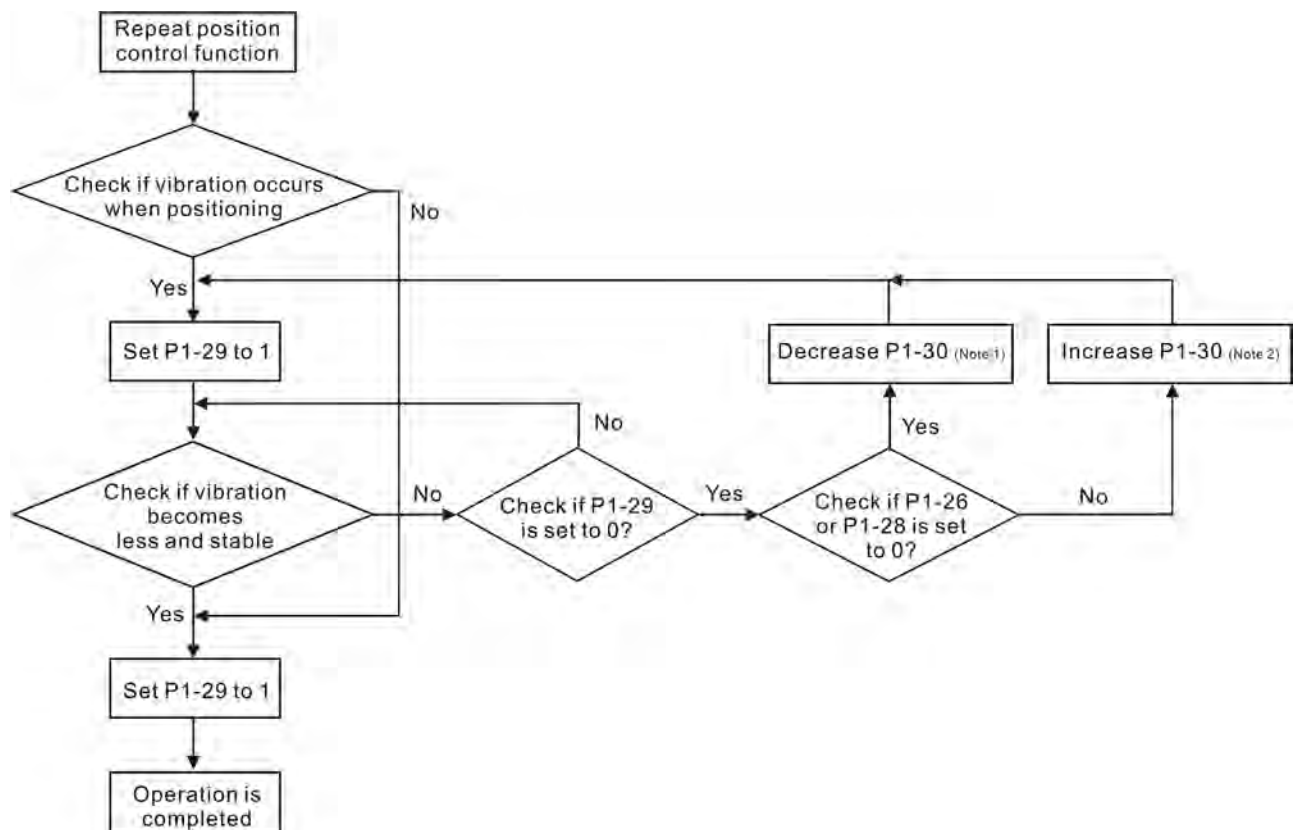 Repeat position
control function
Check if vibration occurs
when positioning
No
Yes
Set P1-29 to 1
Decrease P1-30 (Note 1)
Increase P1-30 (Note 2)
No
Yes
Check if vibration
becomes
less and stable
No
Check if P1-29
is set to 0?
Yes
Check if P1-26
or P1-28 is set
to 0?
No
Yes
Set P1-29 to 1
Operation is
completed